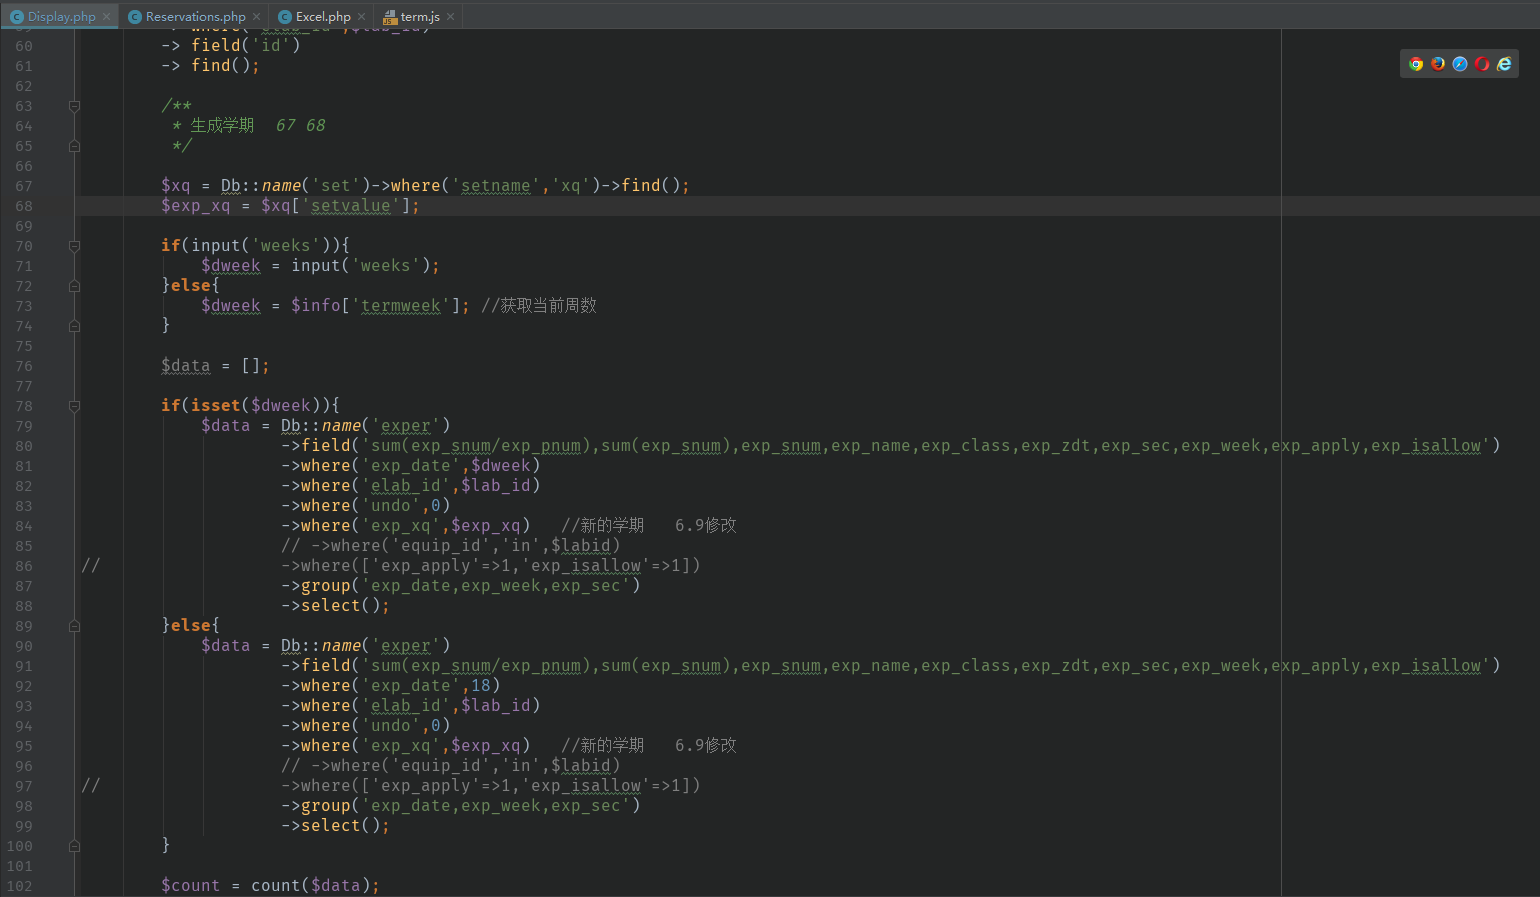 Display.php × Reservations.php × Excel.php × term.js ×
59 -> where('elab_id',$lab_id)
60 -> field('id')
61 -> find();
62
63 /**
64 * 生成学期  67 68
65 */
66
67 $xq = Db::name('set')->where('setname','xq')->find();
68 $exp_xq = $xq['setvalue'];
69
70 if(input('weeks')){
71 $dweek = input('weeks');
72 }else{
73 $dweek = $info['termweek']; //获取当前周数
74 }
75
76 $data = [];
77
78 if(isset($dweek)){
79 $data = Db::name('exper')
80 ->field('sum(exp_snum/exp_pnum),sum(exp_snum),exp_snum,exp_name,exp_class,exp_zdt,exp_sec,exp_week,exp_apply,exp_isallow')
81 ->where('exp_date',$dweek)
82 ->where('elab_id',$lab_id)
83 ->where('undo',0)
84 ->where('exp_xq',$exp_xq)   //新的学期   6.9修改
85 // ->where('equip_id','in',$labid)
86 // ->where(['exp_apply'=>1,'exp_isallow'=>1])
87 ->group('exp_date,exp_week,exp_sec')
88 ->select();
89 }else{
90 $data = Db::name('exper')
91 ->field('sum(exp_snum/exp_pnum),sum(exp_snum),exp_snum,exp_name,exp_class,exp_zdt,exp_sec,exp_week,exp_apply,exp_isallow')
92 ->where('exp_date',18)
93 ->where('elab_id',$lab_id)
94 ->where('undo',0)
95 ->where('exp_xq',$exp_xq)   //新的学期   6.9修改
96 // ->where('equip_id','in',$labid)
97 // ->where(['exp_apply'=>1,'exp_isallow'=>1])
98 ->group('exp_date,exp_week,exp_sec')
99 ->select();
100 }
101
102 $count = count($data);